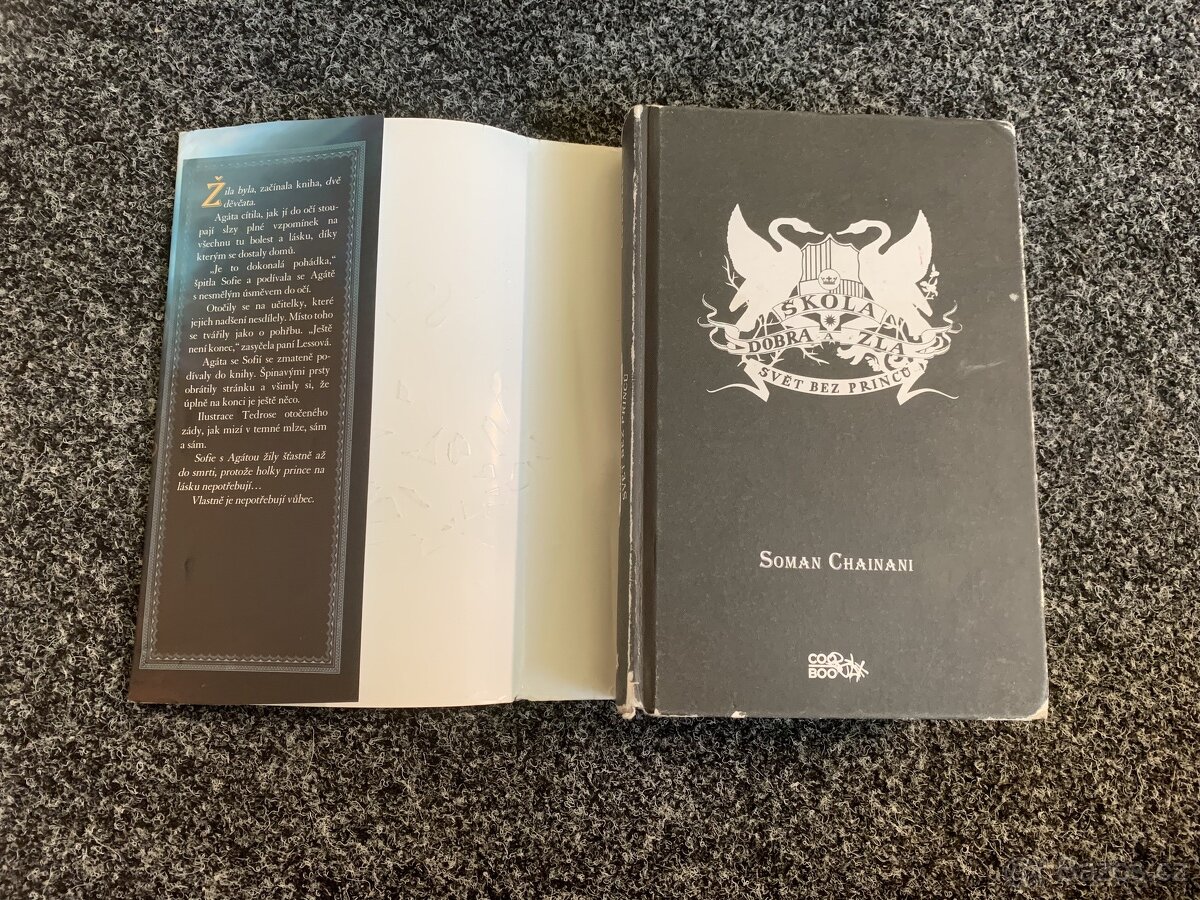 Žila byla, začínala kniha, dvě
děvčata.
Agáta cítila, jak jí do očí stou-
pají slzy plné vzpomínek na
všechnu tu bolest a lásku, díky
kterým se dostaly domů.
„Je to dokonalá pohádka,“
špitla Sofie a podívala se Agátě
s nesmělým úsměvem do očí.
Otočily se na učitelky, které
jejich nadšení nesdílely. Místo toho
se tvářily jako o pohřbu. „Ještě
není konec,“ zasyčela paní Lessová.
Agáta se Sofií se zmateně po-
dívaly do knihy. Špinavými prsty
obrátily stránku a všimly si, že
úplně na konci je ještě něco.
Ilustrace Tedrose otočeného
zády, jak mizí v temné mlze, sám
a sám.
Sofie s Agátou žily šťastně až
do smrti, protože holky prince na
lásku nepotřebují…
Vlastně je nepotřebují vůbec.
SVĚT BEZ PRINCŮ
ŠKOLA
DOBRA A ZLA
SVĚT BEZ PRINCŮ
SOMAN CHAINANI
COO
BOO